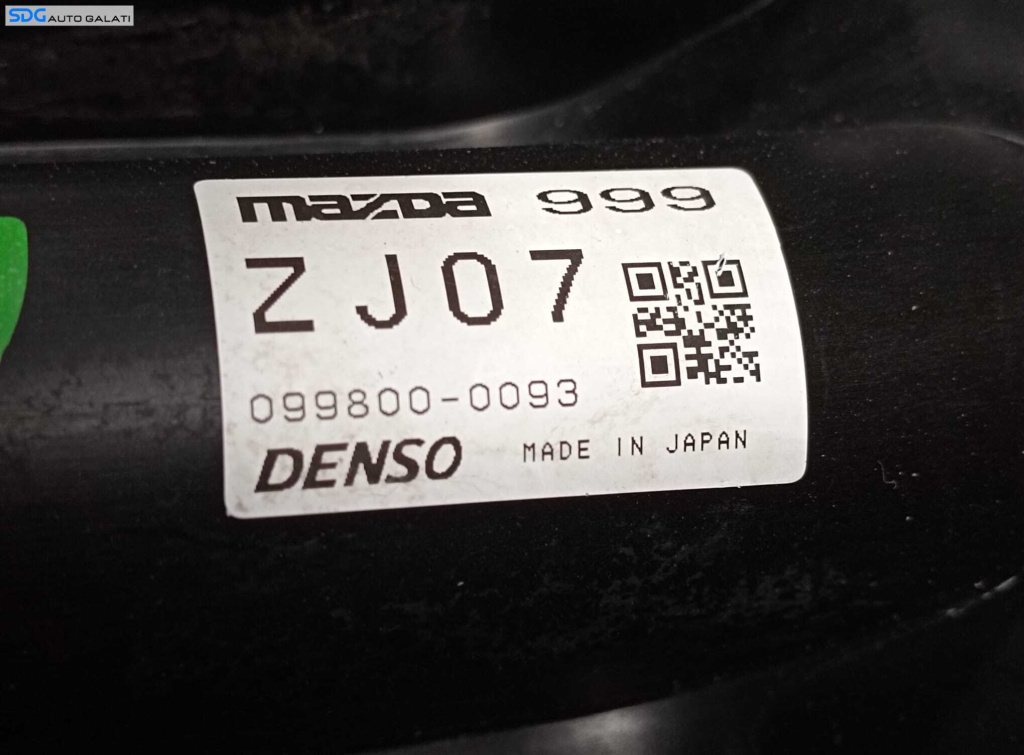 SDG AUTO GALATI
mazda 999
ZJ07
099800-0093
DENSO MADE IN JAPAN